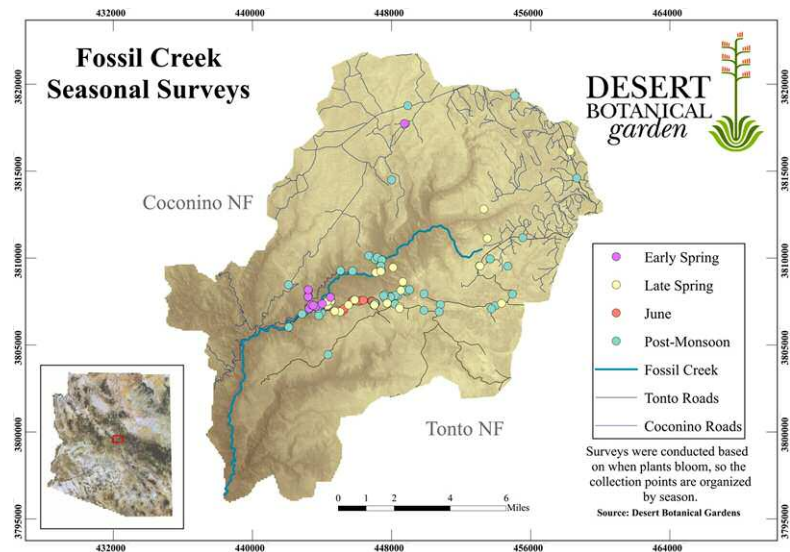 432000
440000
448000
456000
464000
Fossil Creek
Seasonal Surveys
DESERT
BOTANICAL
garden
3820000
3820000
3815000
3815000
Coconino NF
3810000
3810000
Early Spring
Late Spring
June
Post-Monsoon
Fossil Creek
Tonto Roads
Coconino Roads
3805000
3805000
Tonto NF
3800000
3800000
Surveys were conducted based
on when plants bloom, so the
collection points are organized
by season.
Source: Desert Botanical Gardens
0 1 2 4 6
Miles
3795000
3795000
432000
440000
448000
456000
464000